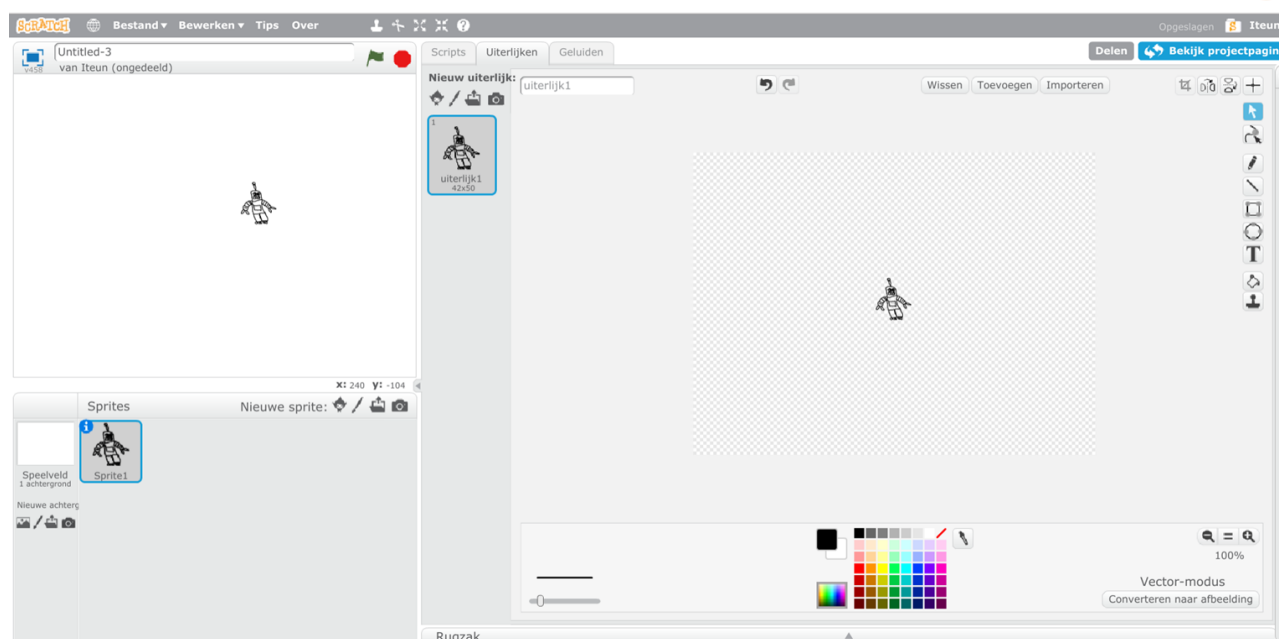 SCRATCH Bestand Bewerken Tips Over Opgeslagen Iteun
Untitled-3
v458 van Iteun (ongedeeld)
Scripts Uiterlijken Geluiden Delen Bekijk projectpagin
Nieuw uiterlijk: uiterlijk1 Wissen Toevoegen Importeren
1
uiterlijk1
42x50
X: 240 y: -104
Sprites Nieuwe sprite:
Speelveld
1 achtergrond
Sprite1
Nieuwe achterg
T
100%
Vector-modus
Converteren naar afbeelding
Rugzak